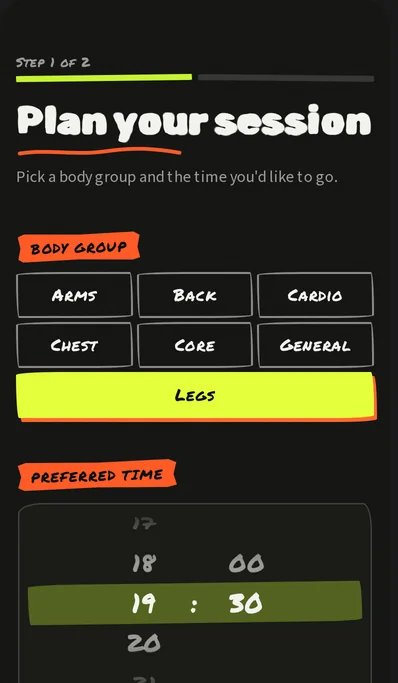 Step 1 of 2
Plan your session
Pick a body group and the time you'd like to go.
BODY GROUP
Arms Back Cardio
Chest Core General
Legs
PREFERRED TIME
17
18 00
19 : 30
20
21